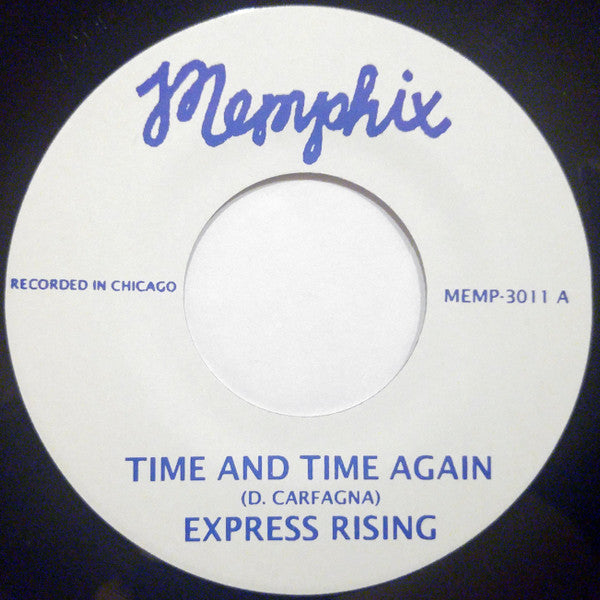 Memphix
RECORDED IN CHICAGO
MEMP-3011 A
TIME AND TIME AGAIN
(D. CARFAGNA)
EXPRESS RISING